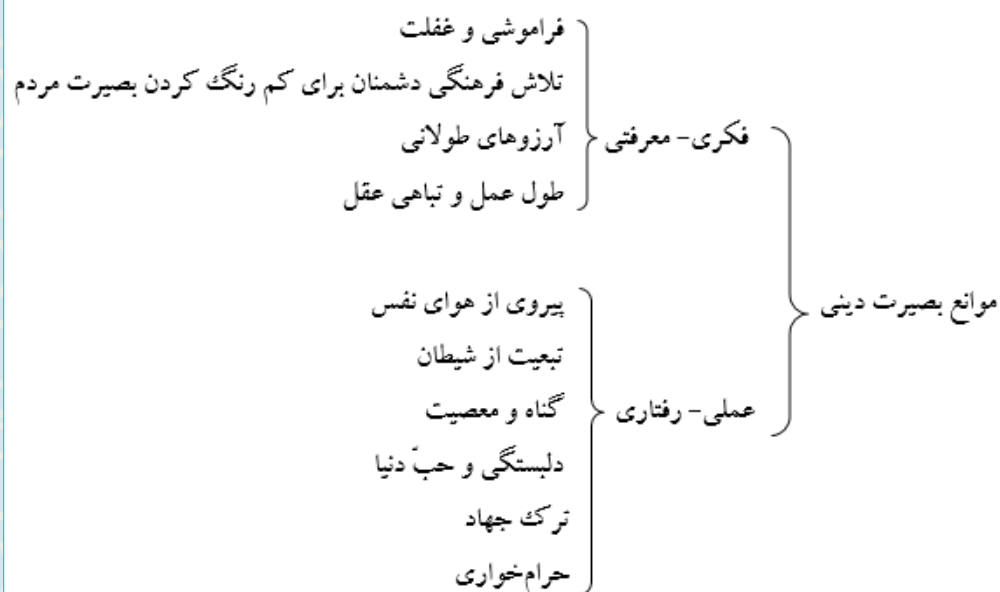 موانع بصیرت دینی
فکری- معرفتی
فراموشی و غفلت
تلاش فرهنگی دشمنان برای کم رنگ کردن بصیرت مردم
آرزوهای طولانی
طول عمل و تباهی عقل
عملی- رفتاری
پیروی از هوای نفس
تبعیت از شیطان
گناه و معصیت
دلبستگی و حبّ دنیا
ترک جهاد
حرام‌خواری